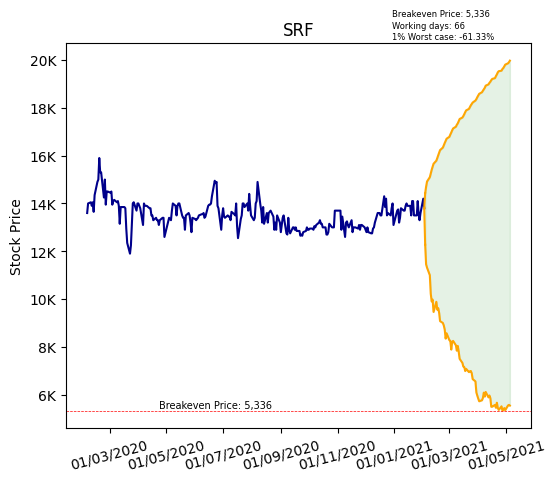 Breakeven Price: 5,336
Working days: 66
1% Worst case: -61.33%
SRF
Stock Price
20K
18K
16K
14K
12K
10K
8K
6K
Breakeven Price: 5,336
01/03/2020
01/05/2020
01/07/2020
01/09/2020
01/11/2020
01/01/2021
01/03/2021
01/05/2021